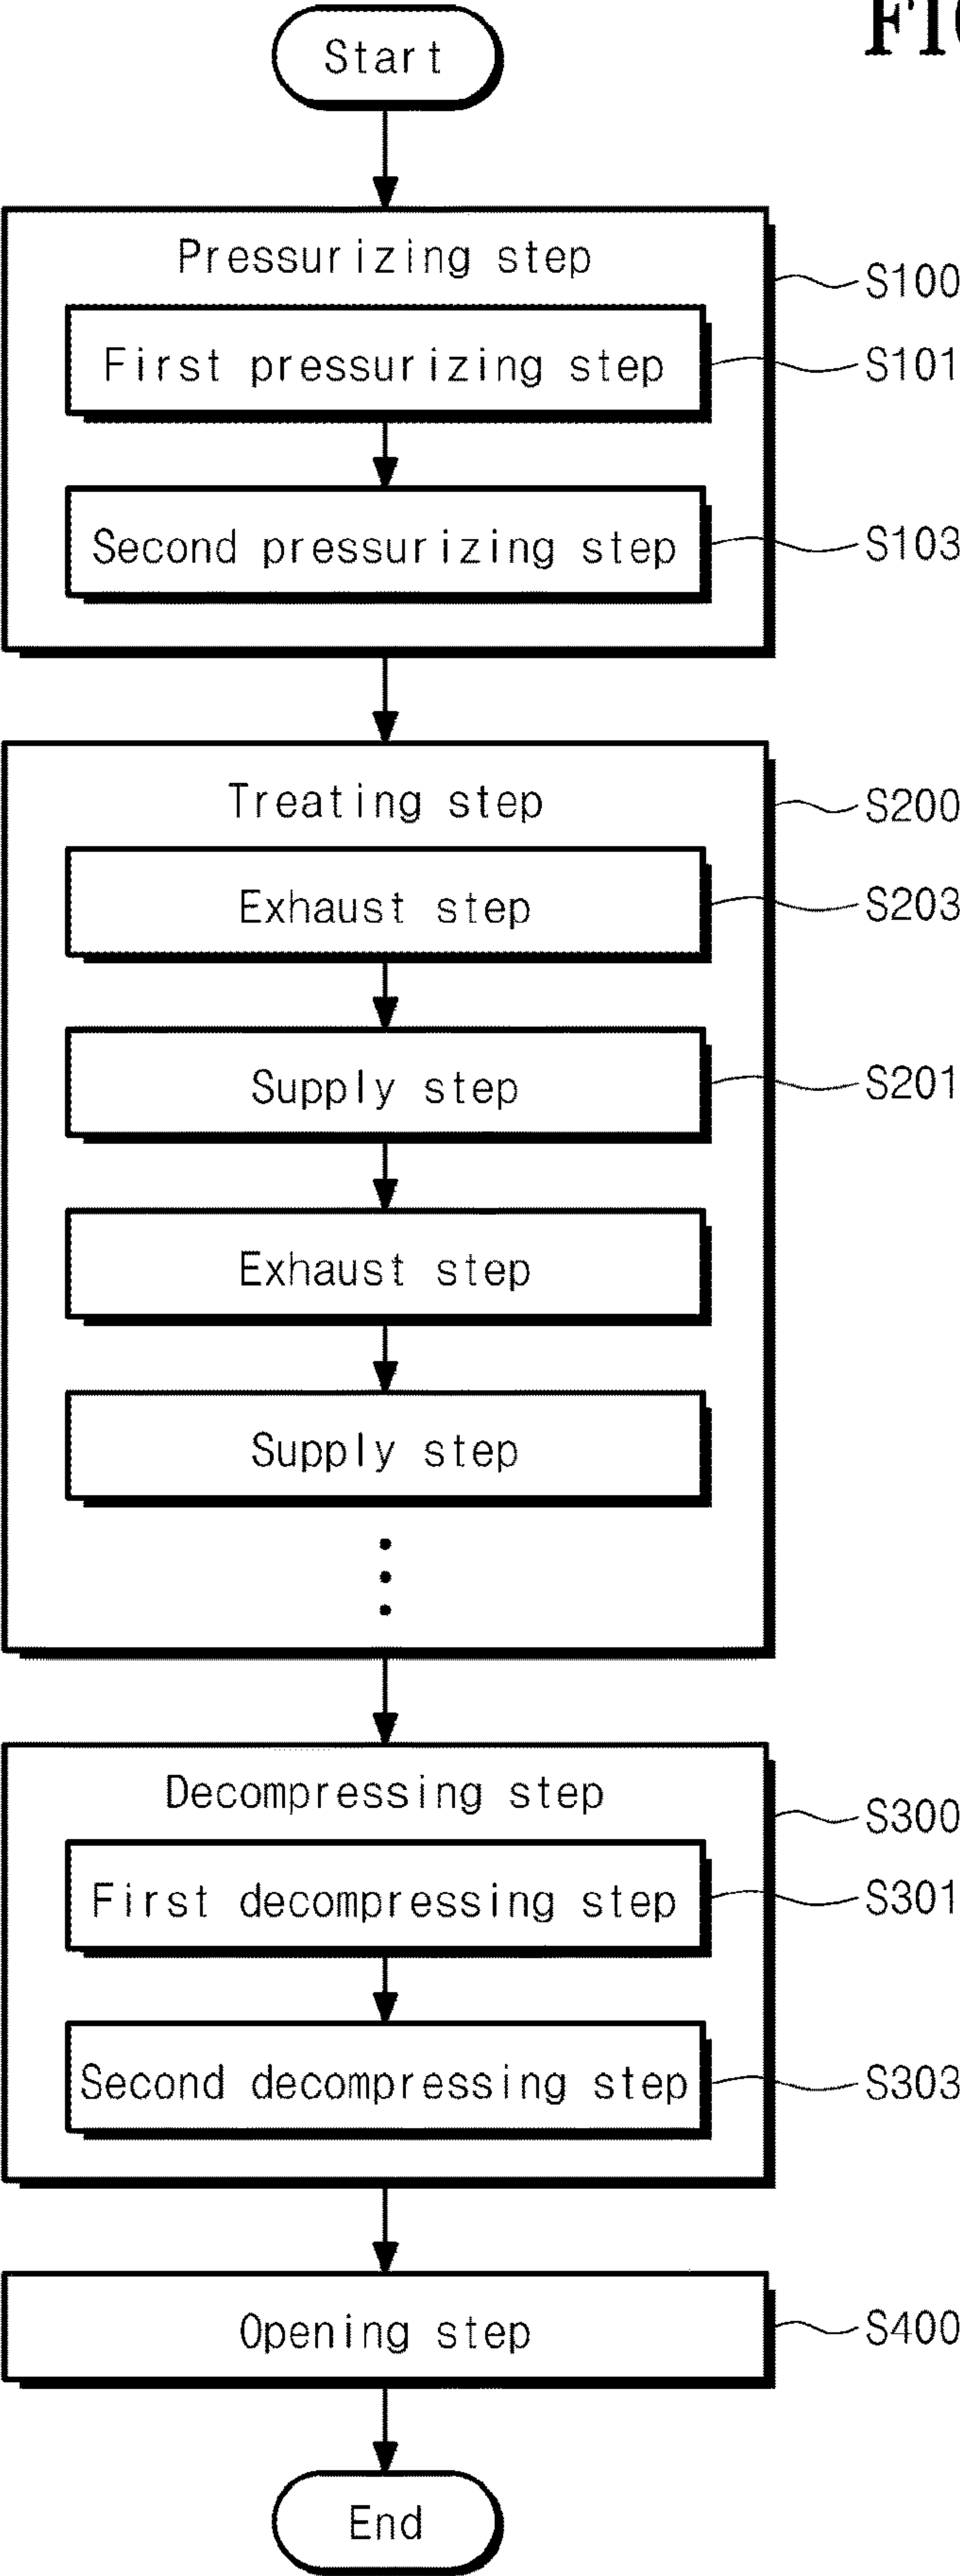 Start
Pressurizing step
S100
First pressurizing step
S101
Second pressurizing step
S103
Treating step
S200
Exhaust step
S203
Supply step
S201
Exhaust step
Supply step
Decompressing step
S300
First decompressing step
S301
Second decompressing step
S303
Opening step
S400
End